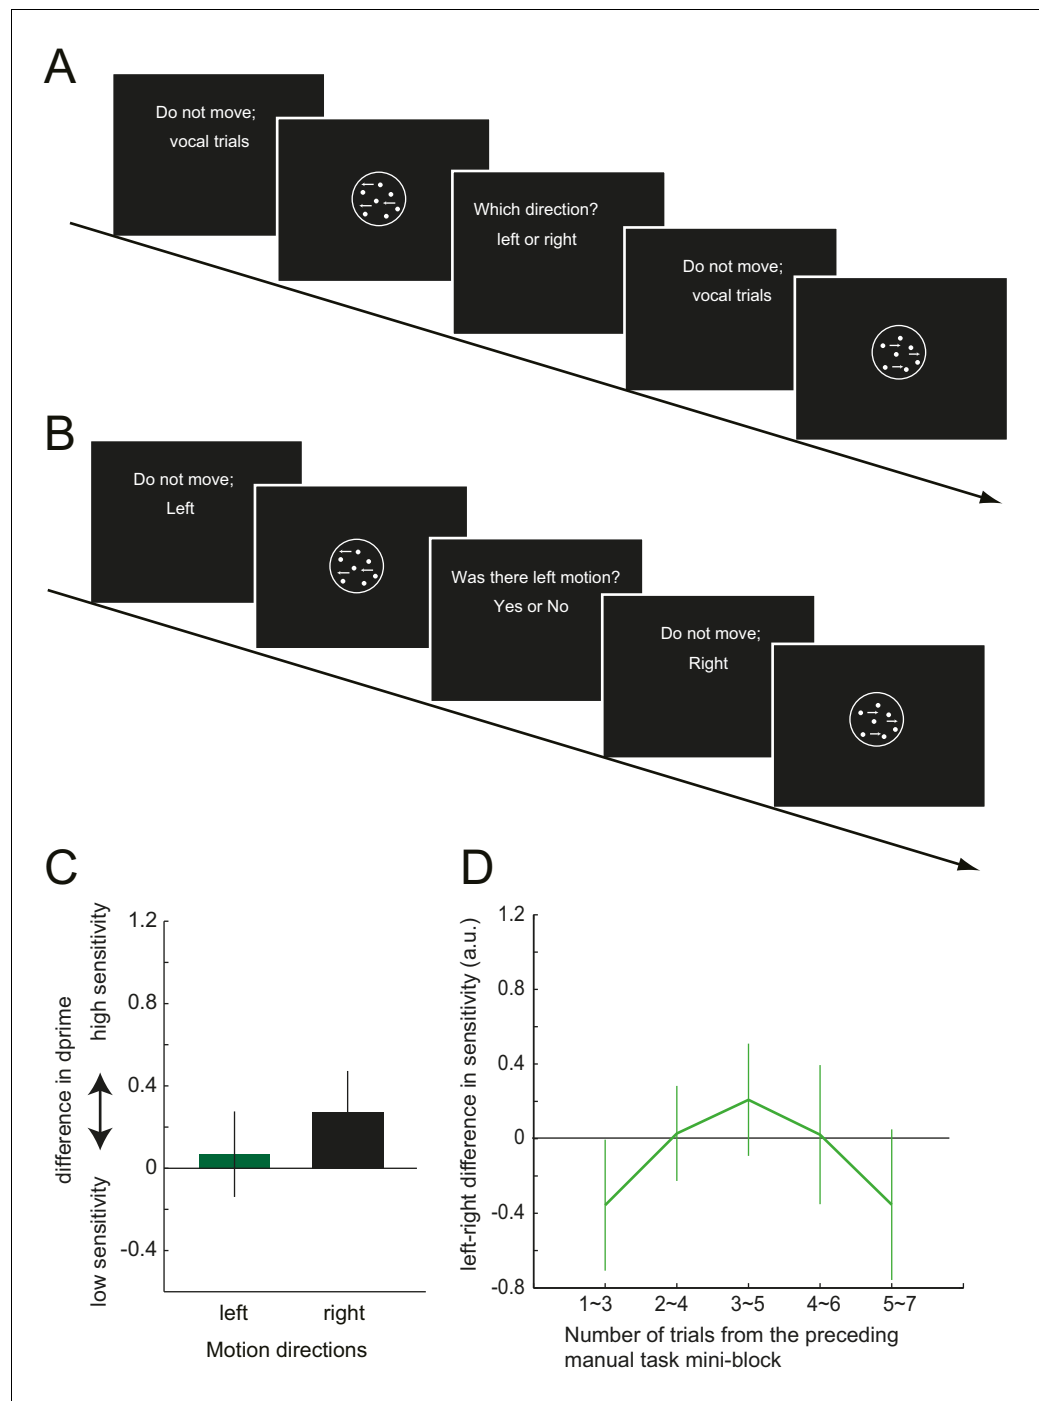 A
Do not move;
vocal trials
Which direction?
left or right
Do not move;
vocal trials
B
Do not move;
Left
Was there left motion?
Yes or No
Do not move;
Right
C
difference in dprime
low sensitivity
high sensitivity
1.2
0.8
0.4
0
-0.4
left
right
Motion directions
D
left-right difference in sensitivity (a.u.)
1.2
0.8
0.4
0
-0.4
-0.8
1~3
2~4
3~5
4~6
5~7
Number of trials from the preceding
manual task mini-block